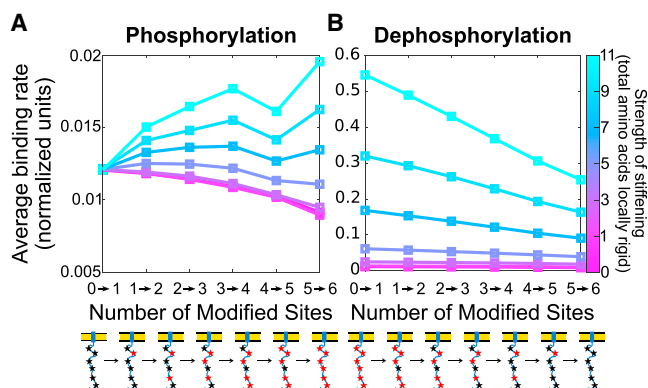 A
Phosphorylation
Average binding rate
(normalized units)
0.02
0.015
0.01
0.005
0→1 1→2 2→3 3→4 4→5 5→6
Number of Modified Sites
B
Dephosphorylation
0.6
0.5
0.4
0.3
0.2
0.1
0
0→1 1→2 2→3 3→4 4→5 5→6
Number of Modified Sites
11
9
7
5
3
1
0
Strength of stiffening
(total amino acids locally rigid)